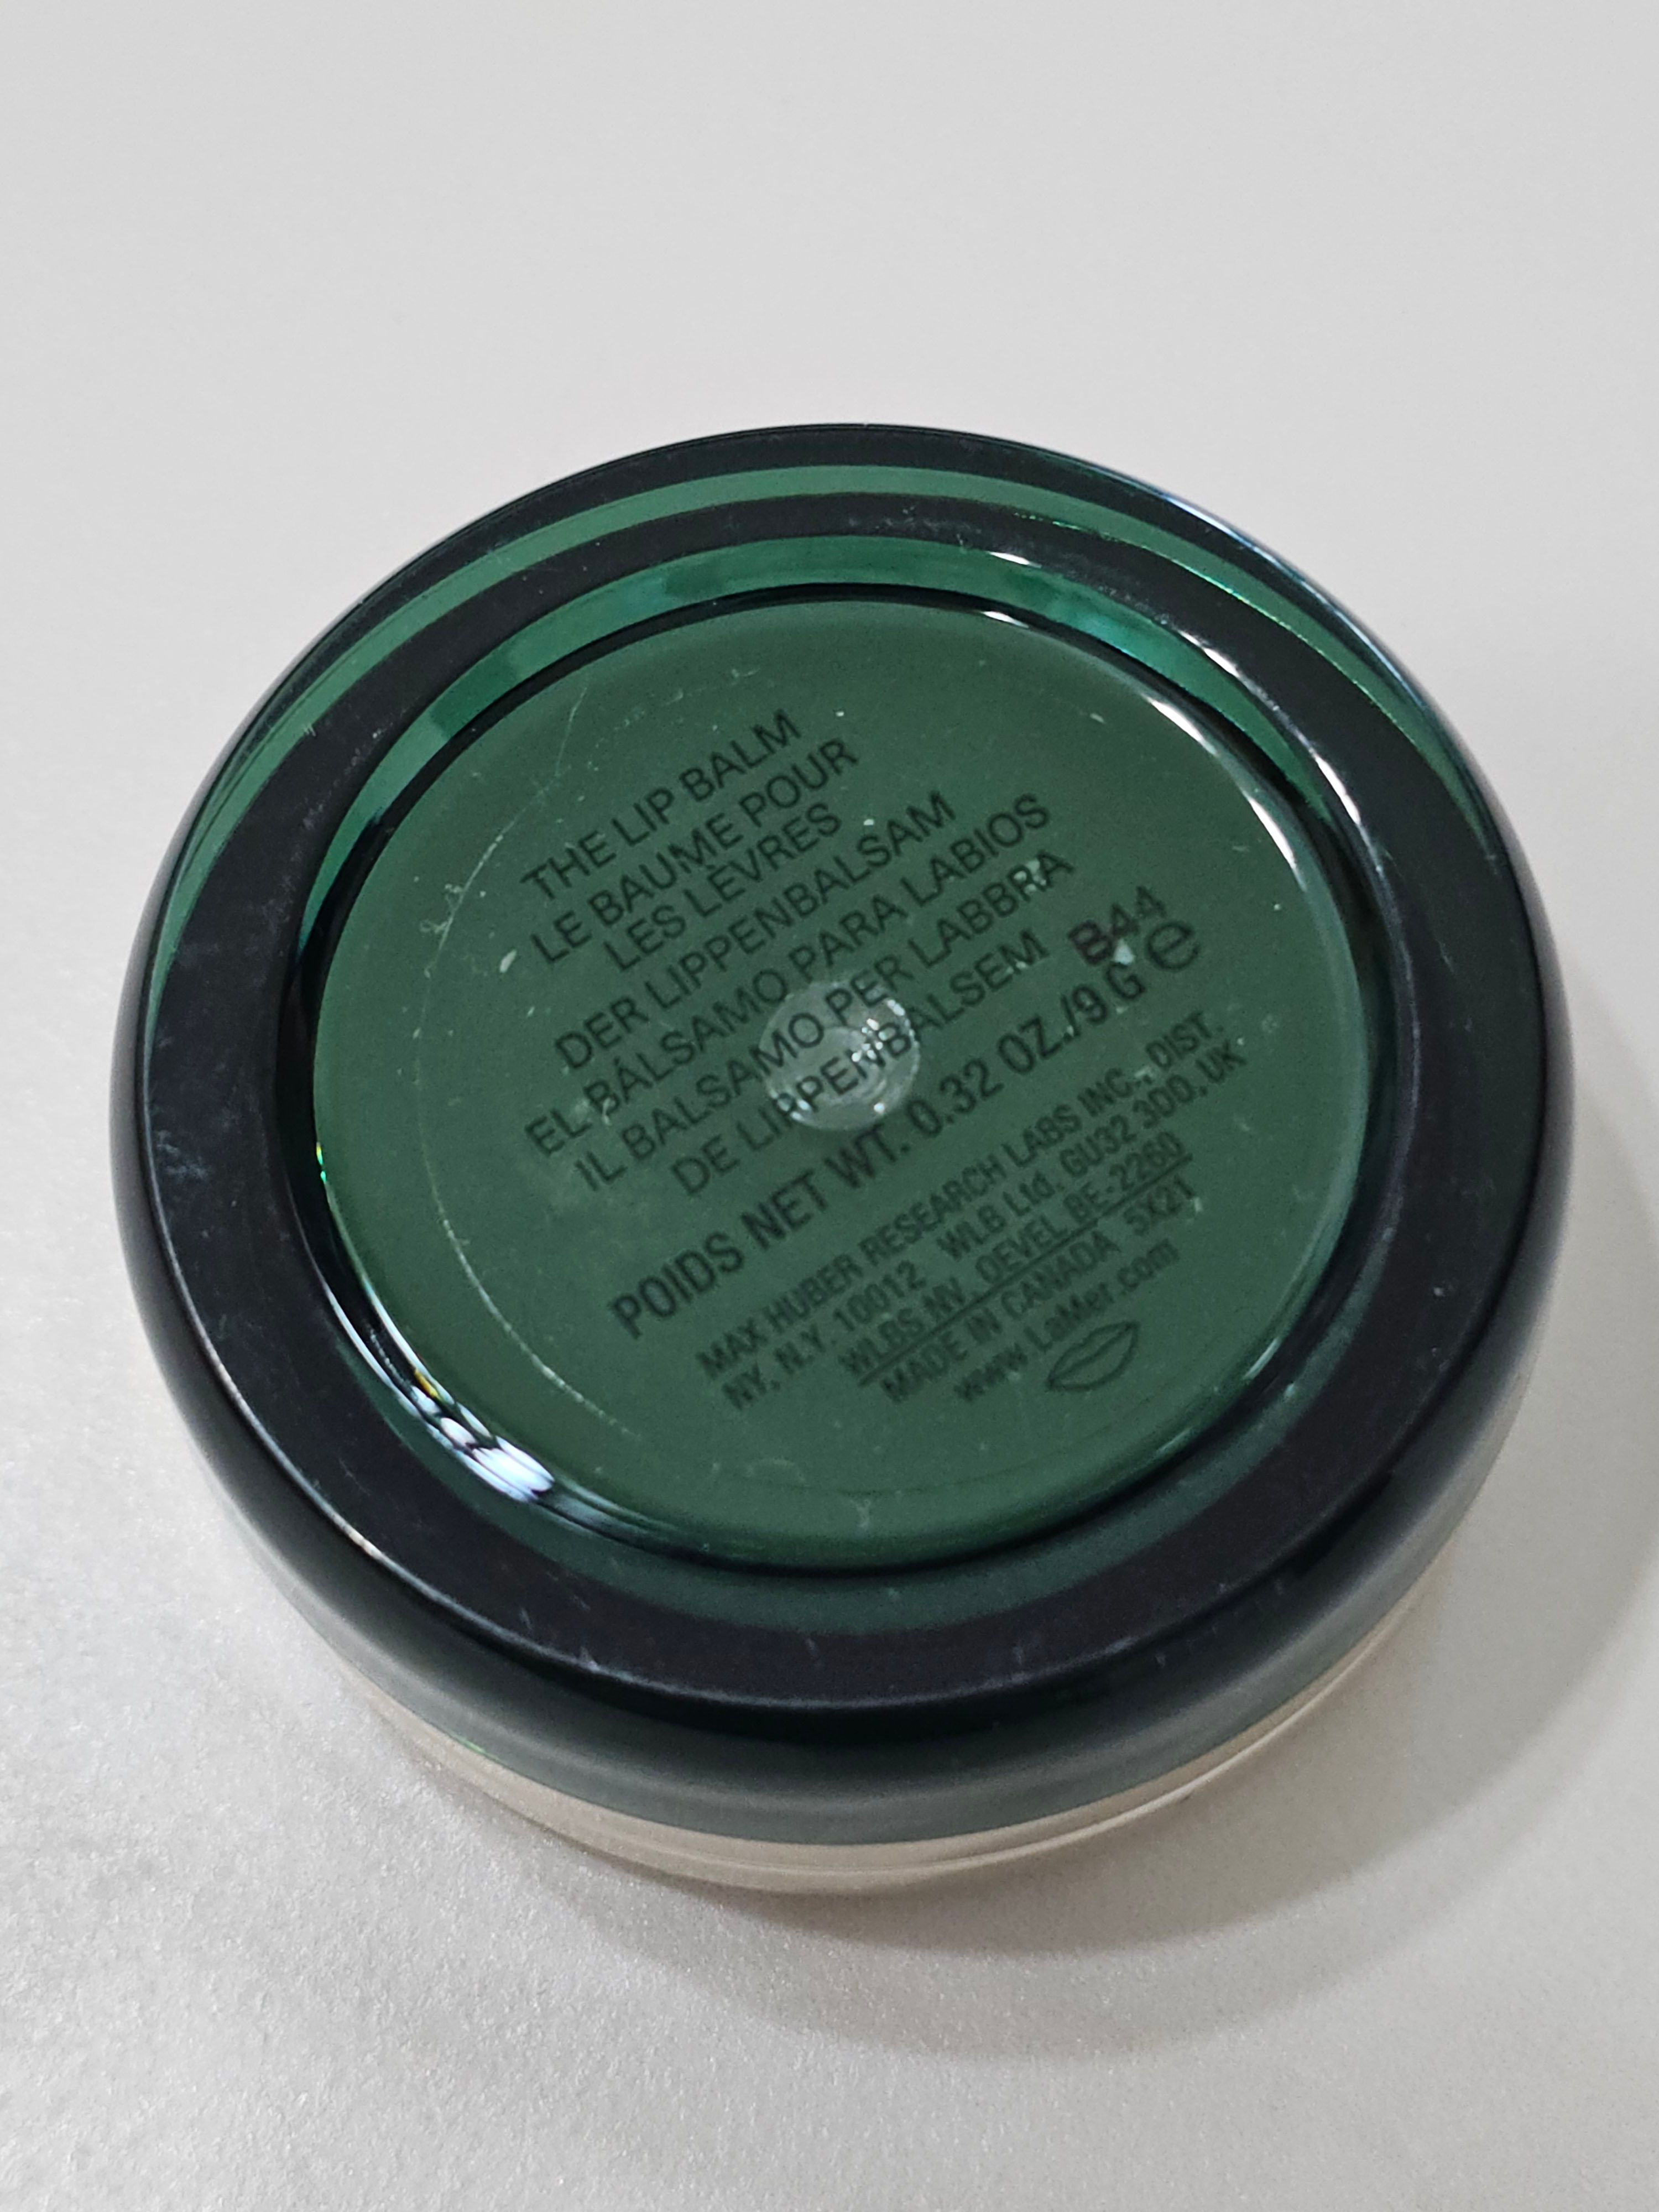 THE LIP BALM
LE BAUME POUR
LES LÈVRES
DER LIPPENBALSAM
EL BÁLSAMO PARA LABIOS
IL BALSAMO PER LABBRA
DE LIPPENBALSEM B44
POIDS NET WT. 0.32 OZ./9 G ℮
MAX HUBER RESEARCH LABS INC., DIST.
NY, N.Y. 10012 WLB Ltd. GU32 3DD, UK
WLBS NV, OEVEL BE-2260
MADE IN CANADA 5X21
www.LaMer.com